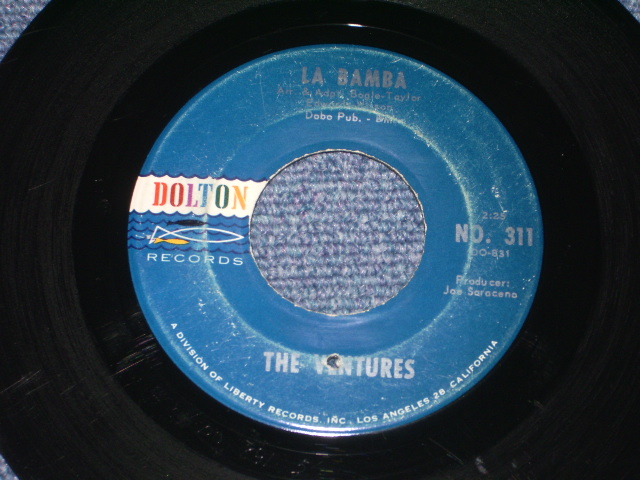 LA BAMBA
Arr. & Adpt. Bogle-Taylor
Wilson
Dobo Pub. - BMI
DOLTON
RECORDS
2:25
NO. 311
Producer:
Joe Saraceno
THE VENTURES
A DIVISION OF LIBERTY RECORDS, INC., LOS ANGELES 28, CALIFORNIA